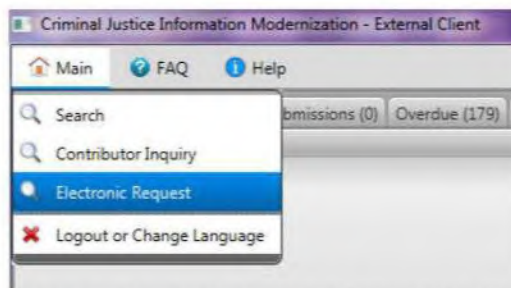 Criminal Justice Information Modernization - External Client
Main FAQ Help
Search
bmissions (0) Overdue (179)
Contributor Inquiry
Electronic Request
Logout or Change Language